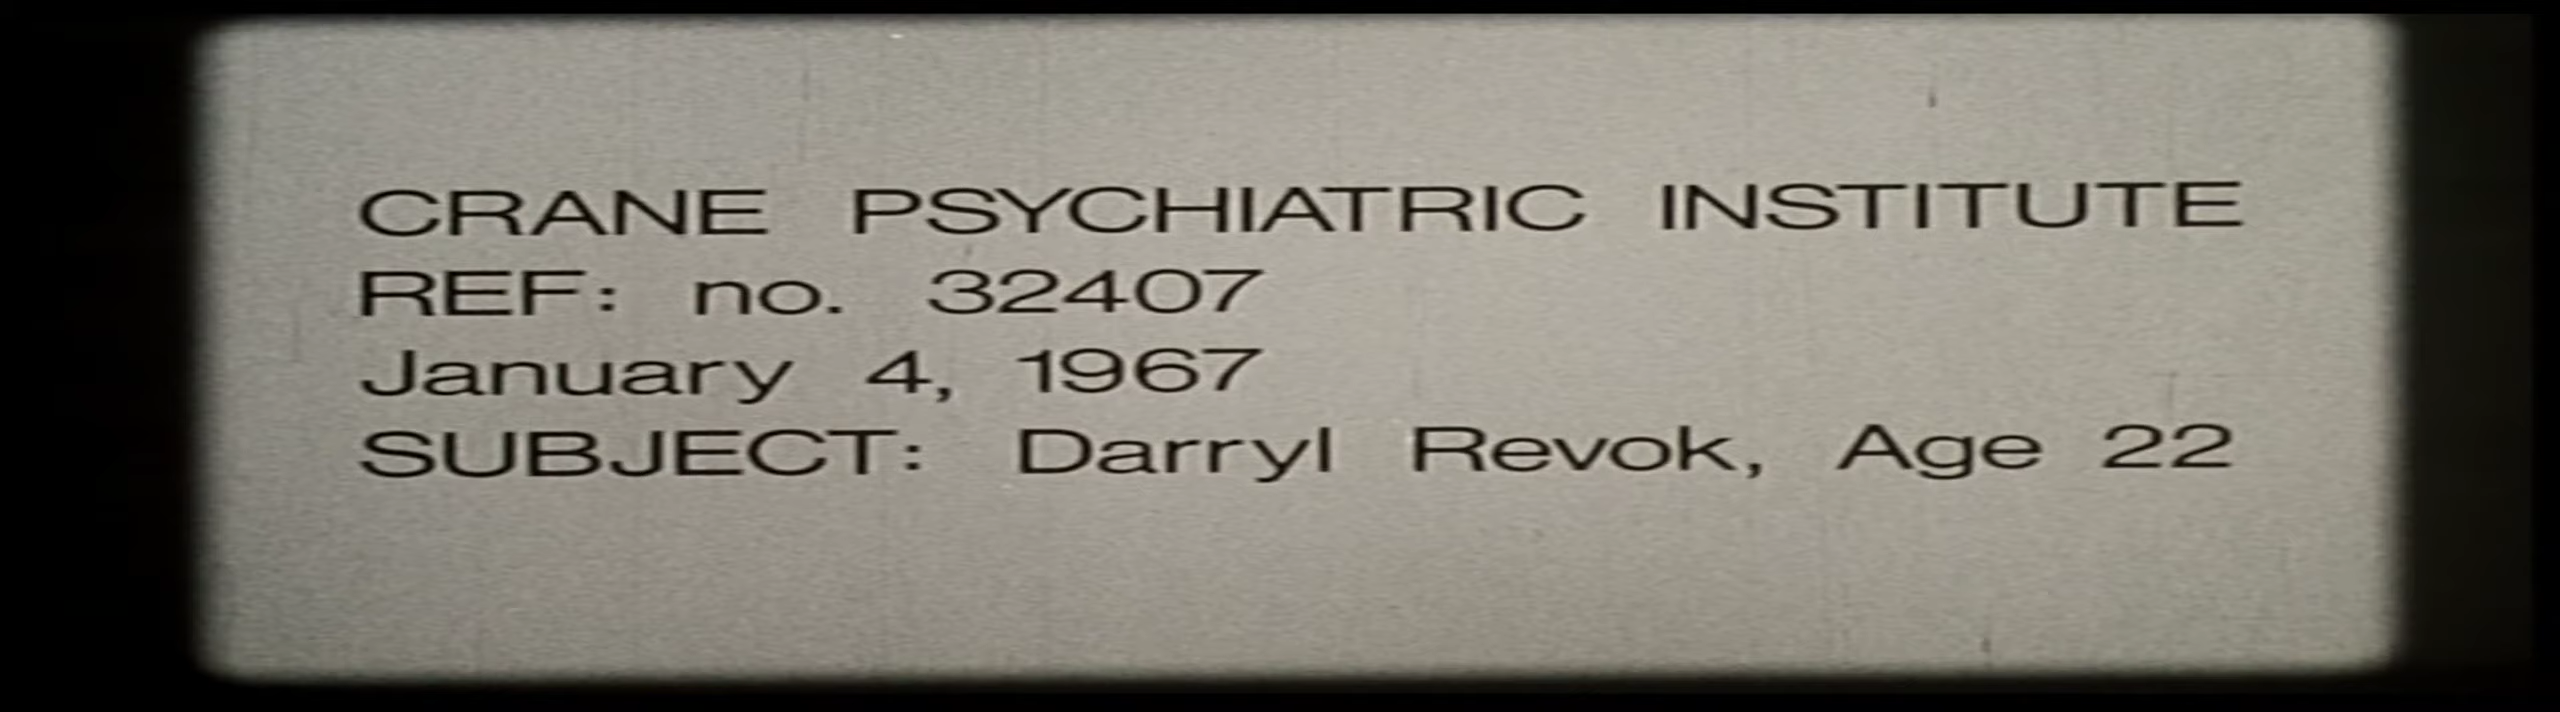 CRANE PSYCHIATRIC INSTITUTE
REF: no. 32407
January 4, 1967
SUBJECT: Darryl Revok, Age 22